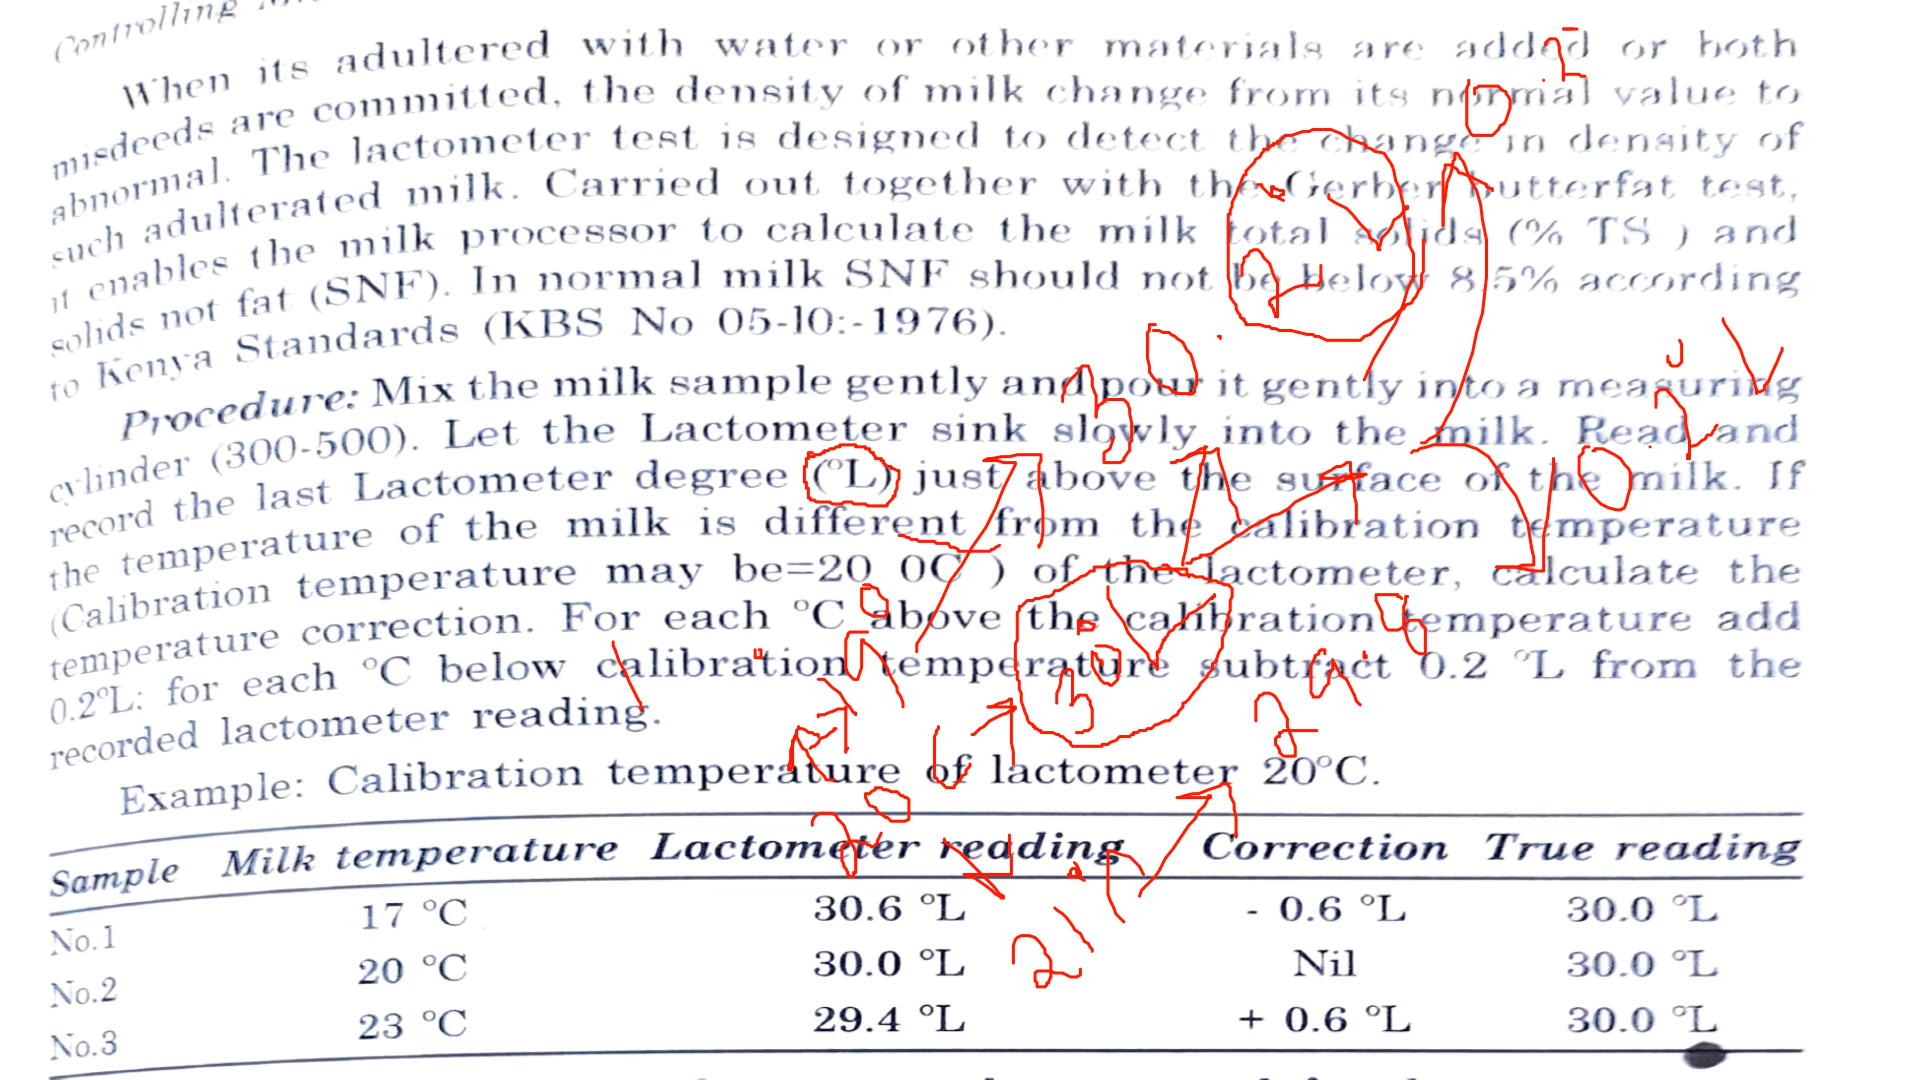 Controlling
When its adultered with water or other materials are added or both
misdeeds are committed, the density of milk change from its normal value to
abnormal. The lactometer test is designed to detect the change in density of
such adulterated milk. Carried out together with the Gerber butterfat test,
it enables the milk processor to calculate the milk total solids (% TS ) and
solids not fat (SNF). In normal milk SNF should not be below 8.5% according
to Kenya Standards (KBS No 05-10:-1976).
Procedure: Mix the milk sample gently and pour it gently into a measuring
cylinder (300-500). Let the Lactometer sink slowly into the milk. Read and
record the last Lactometer degree (°L) just above the surface of the milk. If
the temperature of the milk is different from the calibration temperature
(Calibration temperature may be=20 0C ) of the lactometer, calculate the
temperature correction. For each °C above the calibration temperature add
0.2°L: for each °C below calibration temperature subtract 0.2 °L from the
recorded lactometer reading.
Example: Calibration temperature of lactometer 20°C.
Sample Milk temperature Lactometer reading Correction True reading
No.1 17 °C 30.6 °L - 0.6 °L 30.0 °L
No.2 20 °C 30.0 °L Nil 30.0 °L
No.3 23 °C 29.4 °L + 0.6 °L 30.0 °L